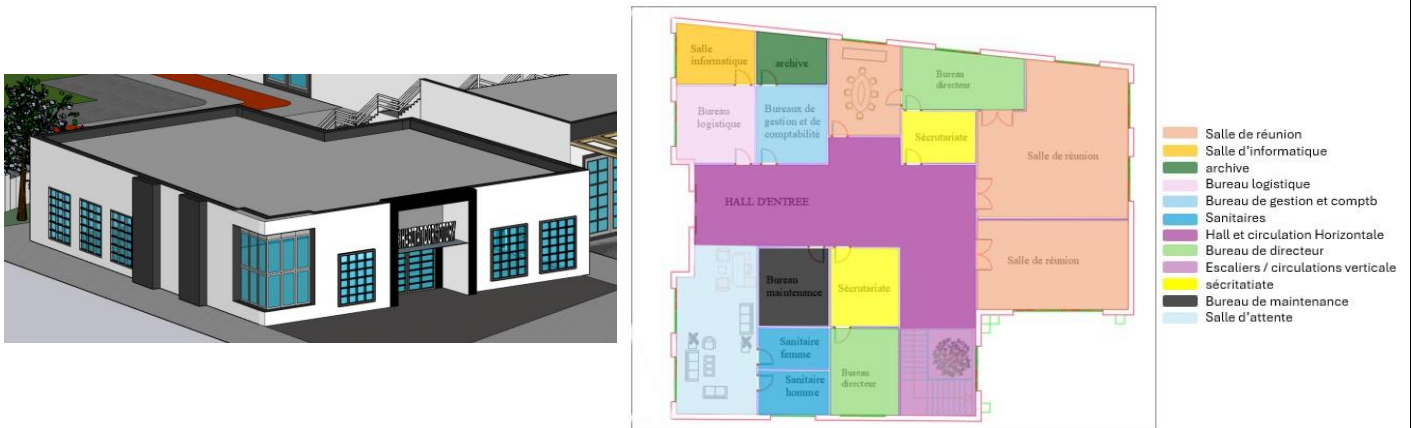 Salle
informatique
archive
Bureau
directeur
Bureau
logistique
Bureaux de
gestion et de
comptabilité
Sécrutariate
Salle de réunion
HALL D'ENTREE
Salle de réunion
Bureau
maintenance
Sécrutariate
Sanitaire
femme
Sanitaire
homme
Bureau
directeur
Salle de réunion
Salle d'informatique
archive
Bureau logistique
Bureau de gestion et comptb
Sanitaires
Hall et circulation Horizontale
Bureau de directeur
Escaliers / circulations verticale
sécritatiate
Bureau de maintenance
Salle d'attente